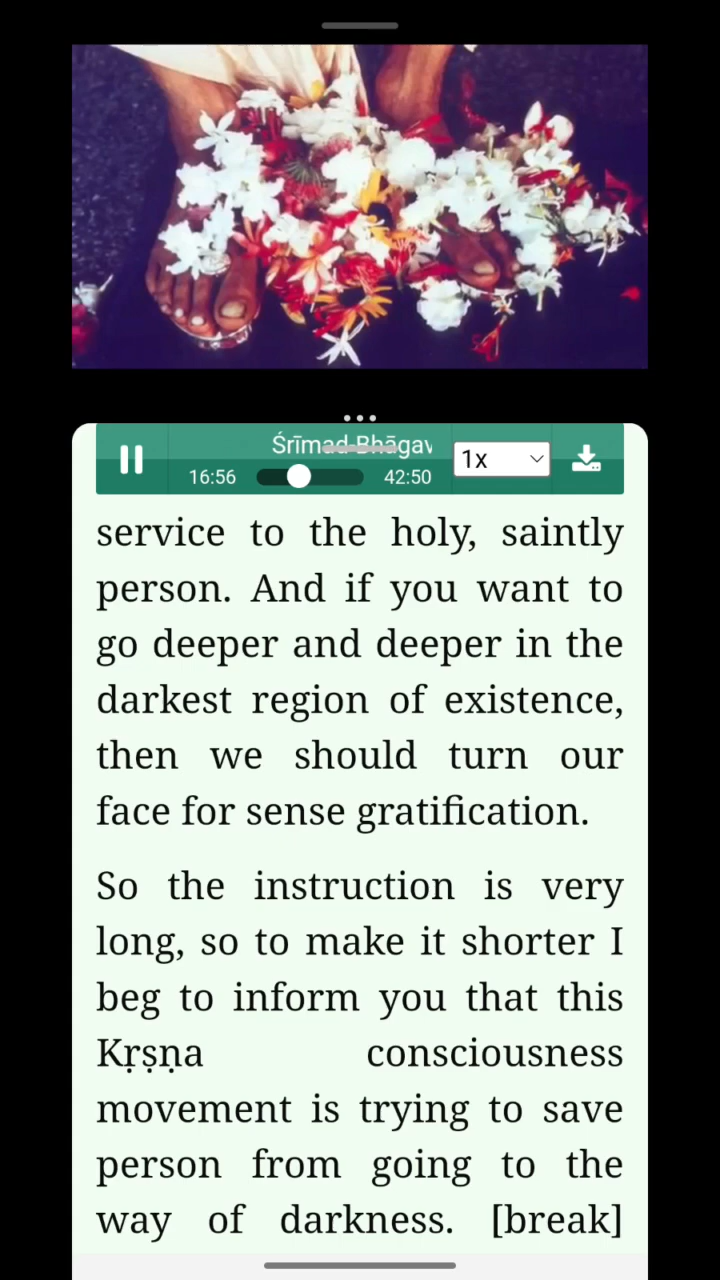 Śrīmad-Bhāgav
16:56
42:50
1x
service to the holy, saintly
person. And if you want to
go deeper and deeper in the
darkest region of existence,
then we should turn our
face for sense gratification.
So the instruction is very
long, so to make it shorter I
beg to inform you that this
Kṛṣṇa consciousness
movement is trying to save
person from going to the
way of darkness. [break]